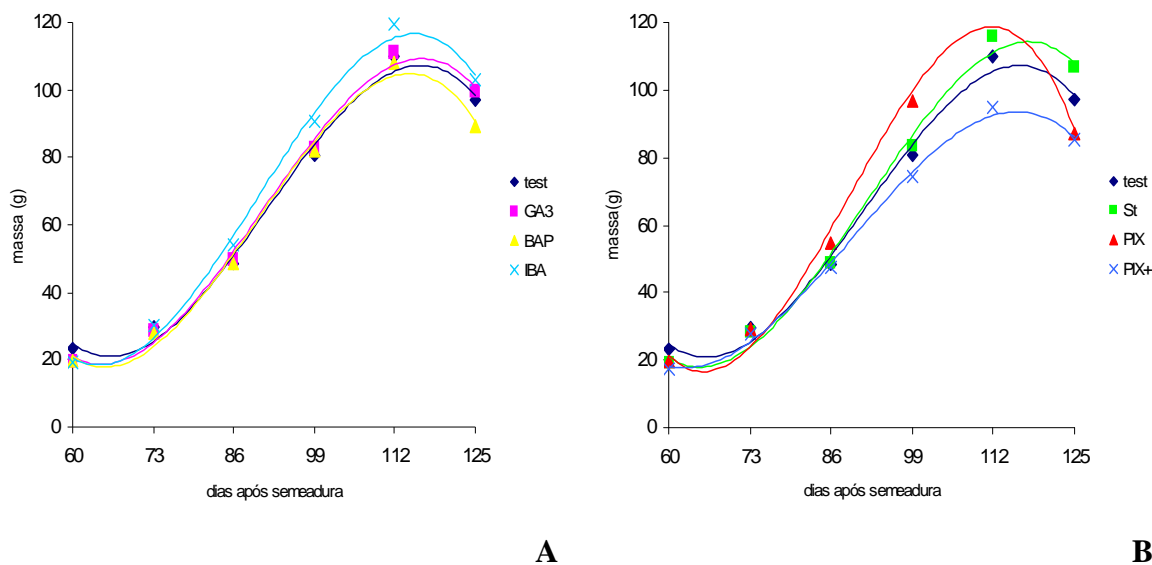 120
100
80
60
40
20
0
massa (g)
60 73 86 99 112 125
dias após semeadura
test
GA3
BAP
IBA
A
120
100
80
60
40
20
0
massa(g)
60 73 86 99 112 125
dias após semeadura
test
St
PIX
PIX+
B